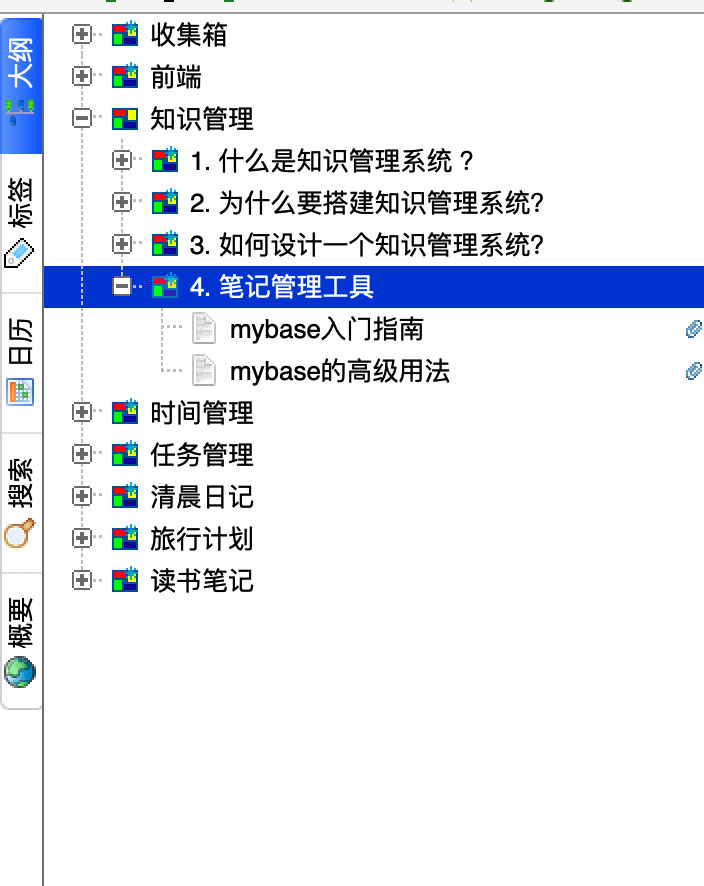 大纲
标签
日历
搜索
概要
收集箱
前端
知识管理
1. 什么是知识管理系统？
2. 为什么要搭建知识管理系统?
3. 如何设计一个知识管理系统?
4. 笔记管理工具
mybase入门指南
mybase的高级用法
时间管理
任务管理
清晨日记
旅行计划
读书笔记